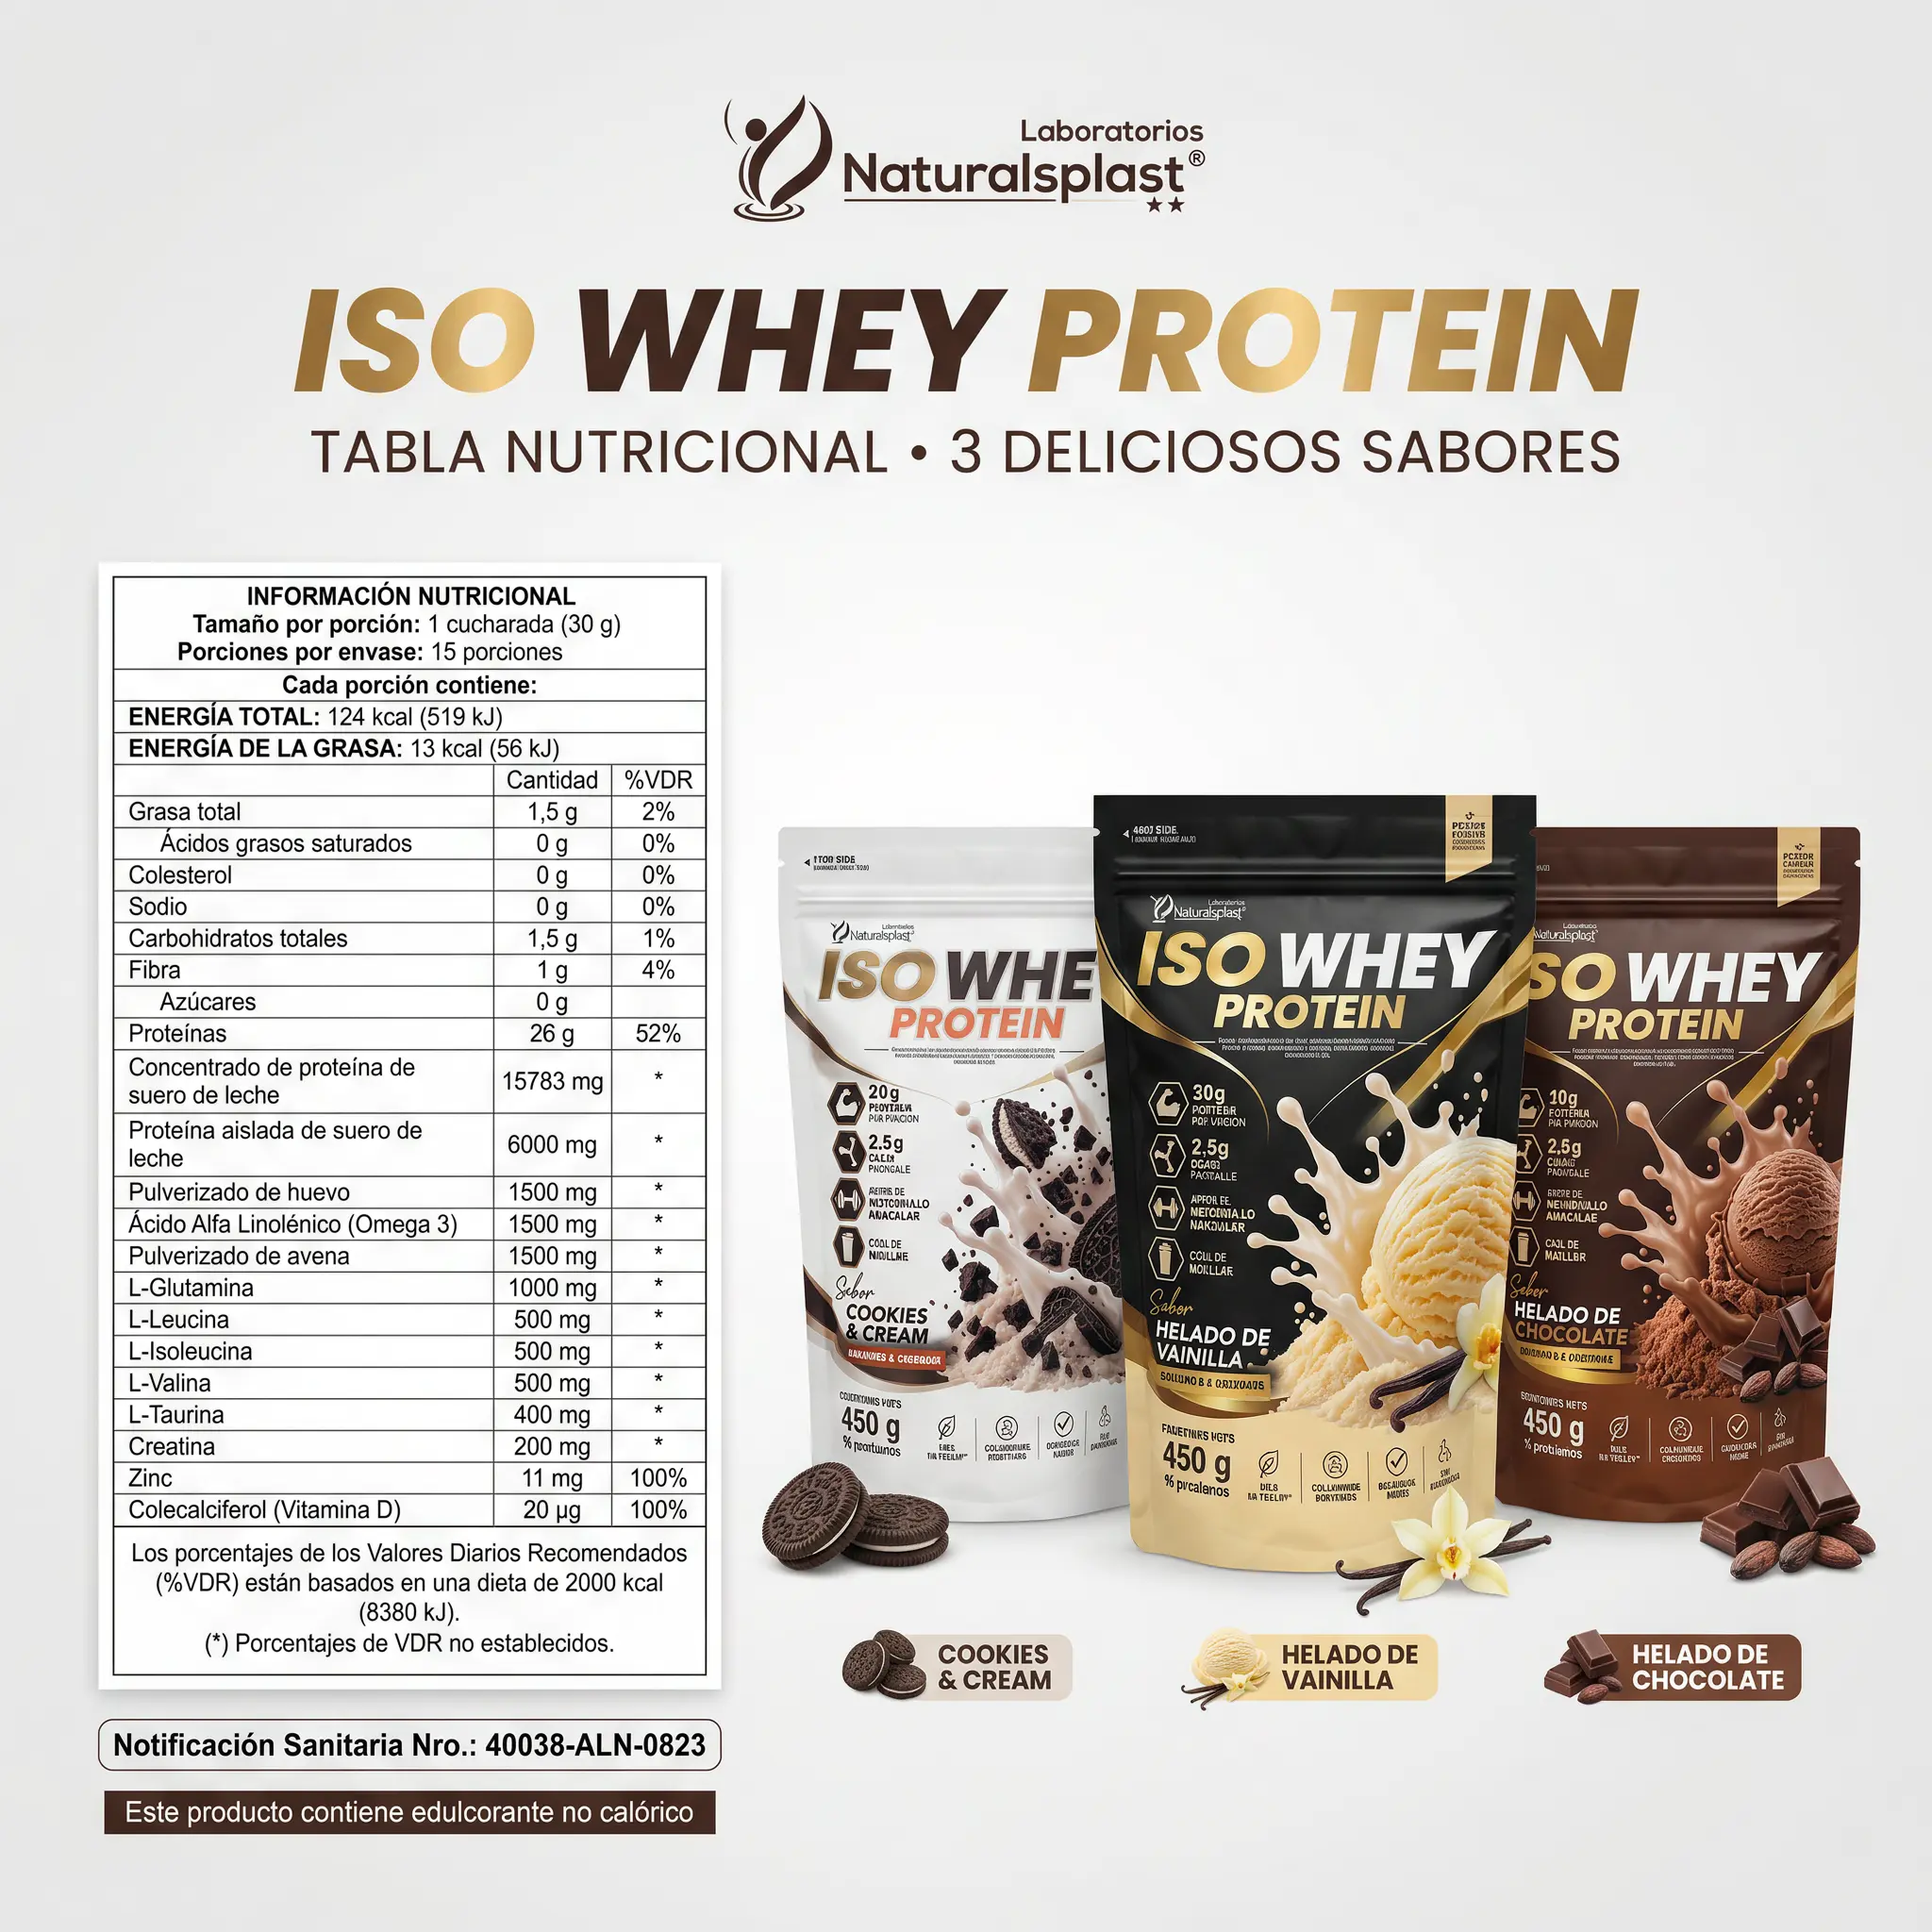 Laboratorios
Naturalsplast®
ISO WHEY PROTEIN
TABLA NUTRICIONAL • 3 DELICIOSOS SABORES
INFORMACIÓN NUTRICIONAL
Tamaño por porción: 1 cucharada (30 g)
Porciones por envase: 15 porciones
Cada porción contiene:
ENERGÍA TOTAL: 124 kcal (519 kJ)
ENERGÍA DE LA GRASA: 13 kcal (56 kJ)
Cantidad %VDR
Grasa total 1,5 g 2%
Ácidos grasos saturados 0 g 0%
Colesterol 0 g 0%
Sodio 0 g 0%
Carbohidratos totales 1,5 g 1%
Fibra 1 g 4%
Azúcares 0 g
Proteínas 26 g 52%
Concentrado de proteína de
suero de leche 15783 mg *
Proteína aislada de suero de
leche 6000 mg *
Pulverizado de huevo 1500 mg *
Ácido Alfa Linolénico (Omega 3) 1500 mg *
Pulverizado de avena 1500 mg *
L-Glutamina 1000 mg *
L-Leucina 500 mg *
L-Isoleucina 500 mg *
L-Valina 500 mg *
L-Taurina 400 mg *
Creatina 200 mg *
Zinc 11 mg 100%
Colecalciferol (Vitamina D) 20 µg 100%
Los porcentajes de los Valores Diarios Recomendados
(%VDR) están basados en una dieta de 2000 kcal
(8380 kJ).
(*) Porcentajes de VDR no establecidos.
Notificación Sanitaria Nro.: 40038-ALN-0823
Este producto contiene edulcorante no calórico
Naturalsplast
ISO WHE
PROTEIN
20g
2.5g
Sabor
COOKIES
& CREAM
450 g
Laboratorios
Naturalsplast
ISO WHEY
PROTEIN
30g
2,5g
Sabor
HELADO DE
VAINILLA
450 g
ISO WHEY
PROTEIN
10g
2,5g
HELADO DE
CHOCOLATE
450 g
COOKIES
& CREAM
HELADO DE
VAINILLA
HELADO DE
CHOCOLATE